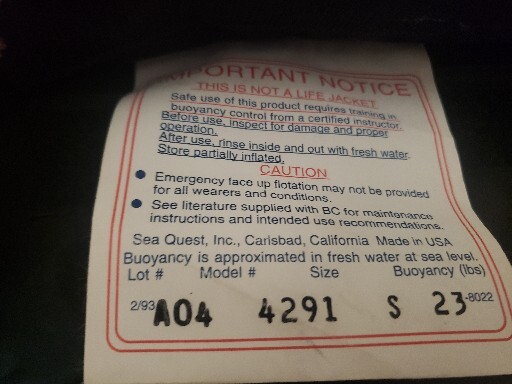 IMPORTANT NOTICE
THIS IS NOT A LIFE JACKET
Safe use of this product requires training in
buoyancy control from a certified instructor.
Before use, inspect for damage and proper
operation.
After use, rinse inside and out with fresh water.
Store partially inflated.
CAUTION
• Emergency face up flotation may not be provided
for all wearers and conditions.
• See literature supplied with BC for maintenance
instructions and intended use recommendations.
Sea Quest, Inc., Carlsbad, California Made in USA
Buoyancy is approximated in fresh water at sea level.
Lot # Model # Size Buoyancy (lbs)
2/93 A04 4291 S 23 -8022